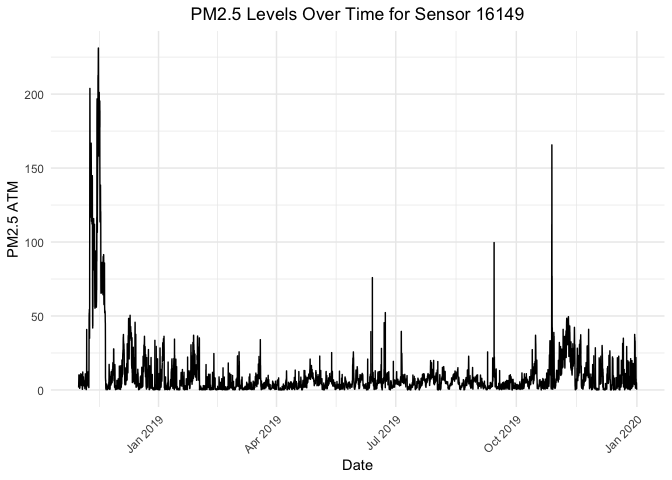 PM2.5 Levels Over Time for Sensor 16149
PM2.5 ATM
200
150
100
50
0
Jan 2019
Apr 2019
Jul 2019
Oct 2019
Jan 2020
Date